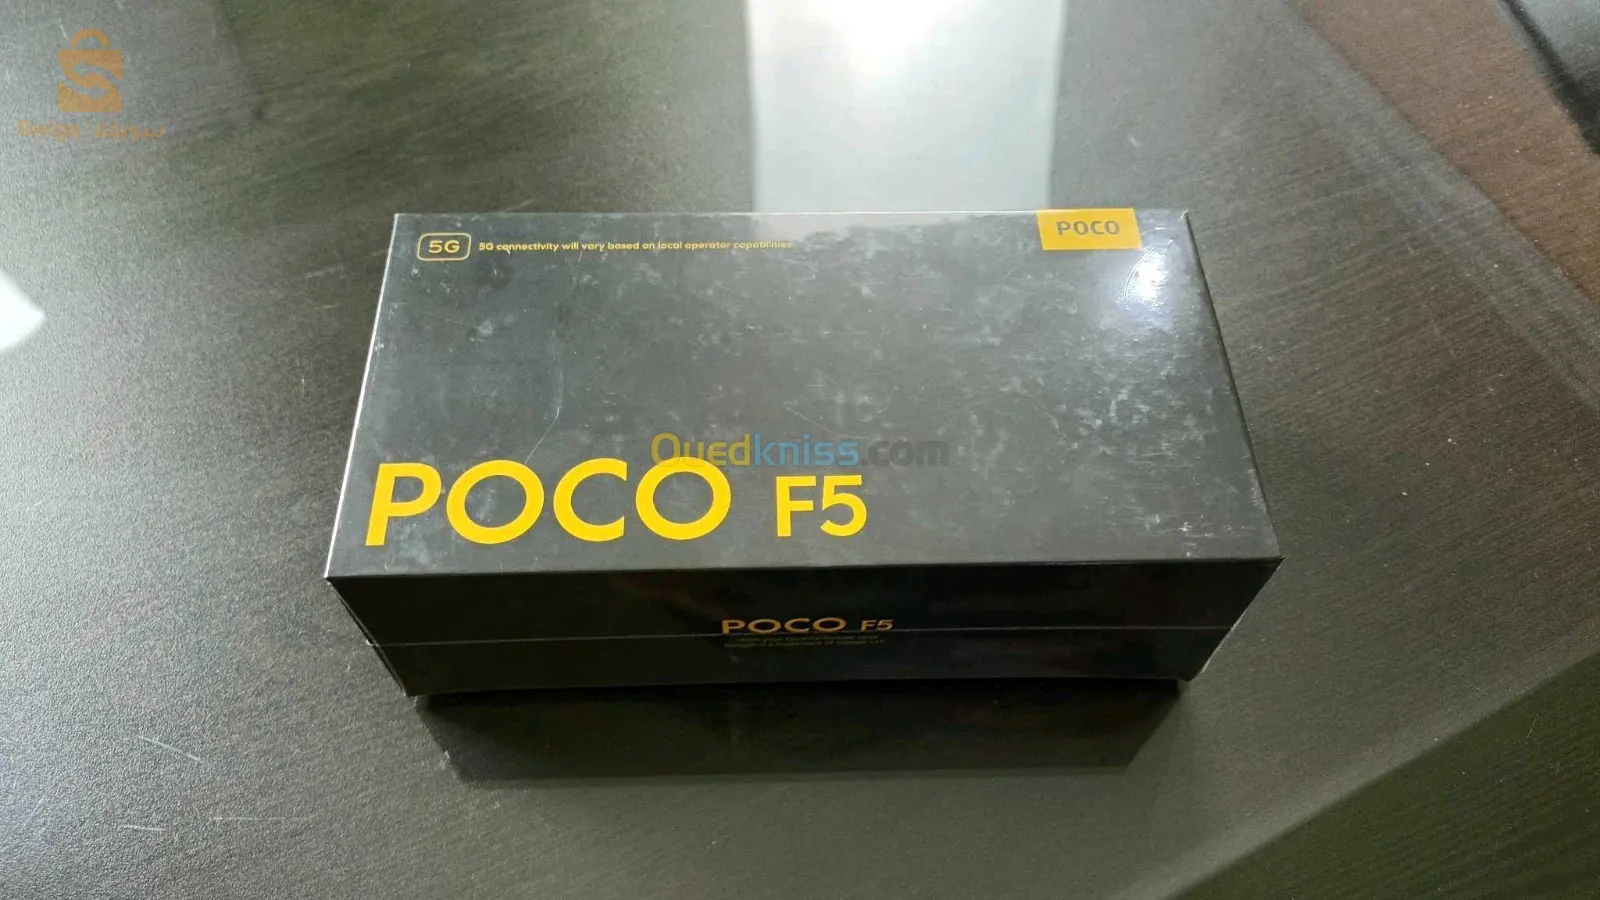 5G
5G connectivity will vary based on local operator capabilities
POCO
Ouedkniss.com
POCO F5
POCO F5